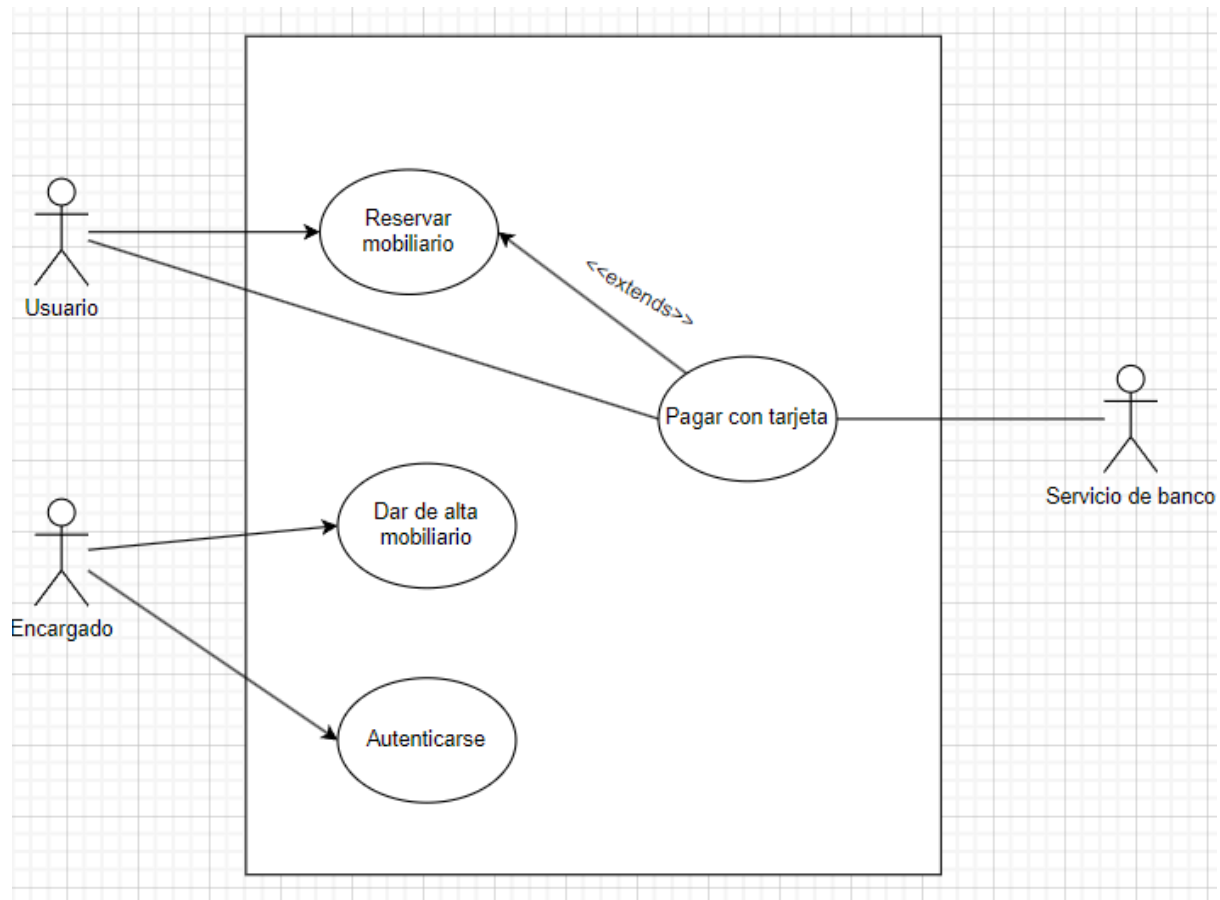 Reservar
mobiliario
Usuario
<<extends>>
Pagar con tarjeta
Servicio de banco
Dar de alta
mobiliario
Encargado
Autenticarse